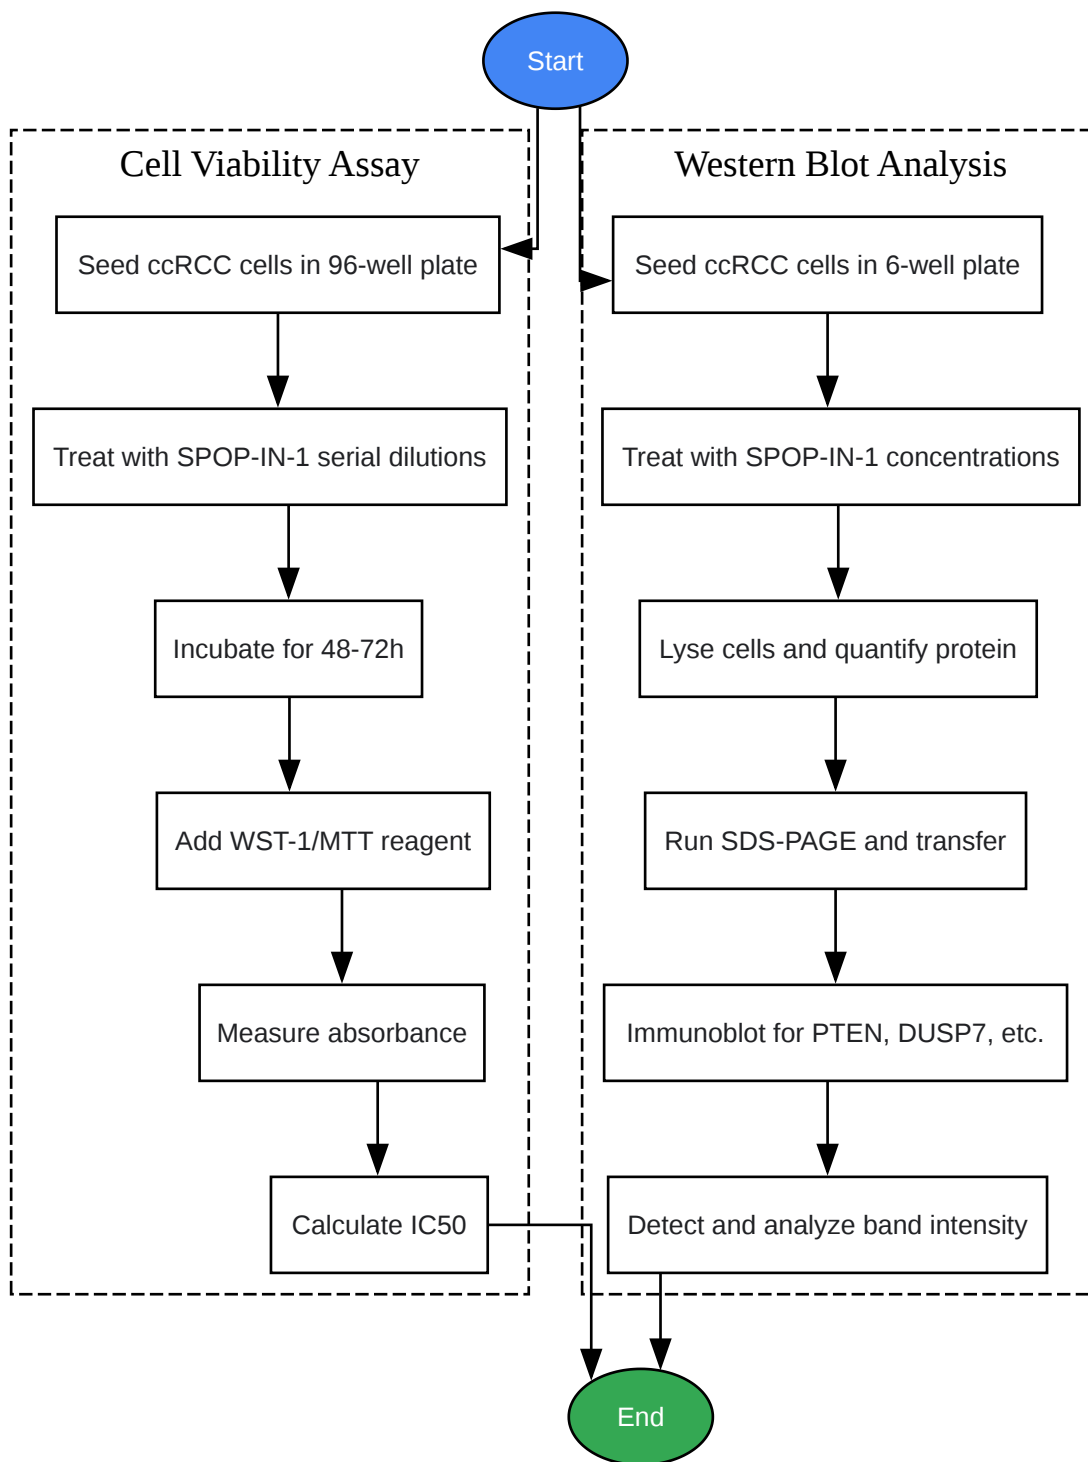 Start
Cell Viability Assay
Seed ccRCC cells in 96-well plate
Treat with SPOP-IN-1 serial dilutions
Incubate for 48-72h
Add WST-1/MTT reagent
Measure absorbance
Calculate IC50
Western Blot Analysis
Seed ccRCC cells in 6-well plate
Treat with SPOP-IN-1 concentrations
Lyse cells and quantify protein
Run SDS-PAGE and transfer
Immunoblot for PTEN, DUSP7, etc.
Detect and analyze band intensity
End